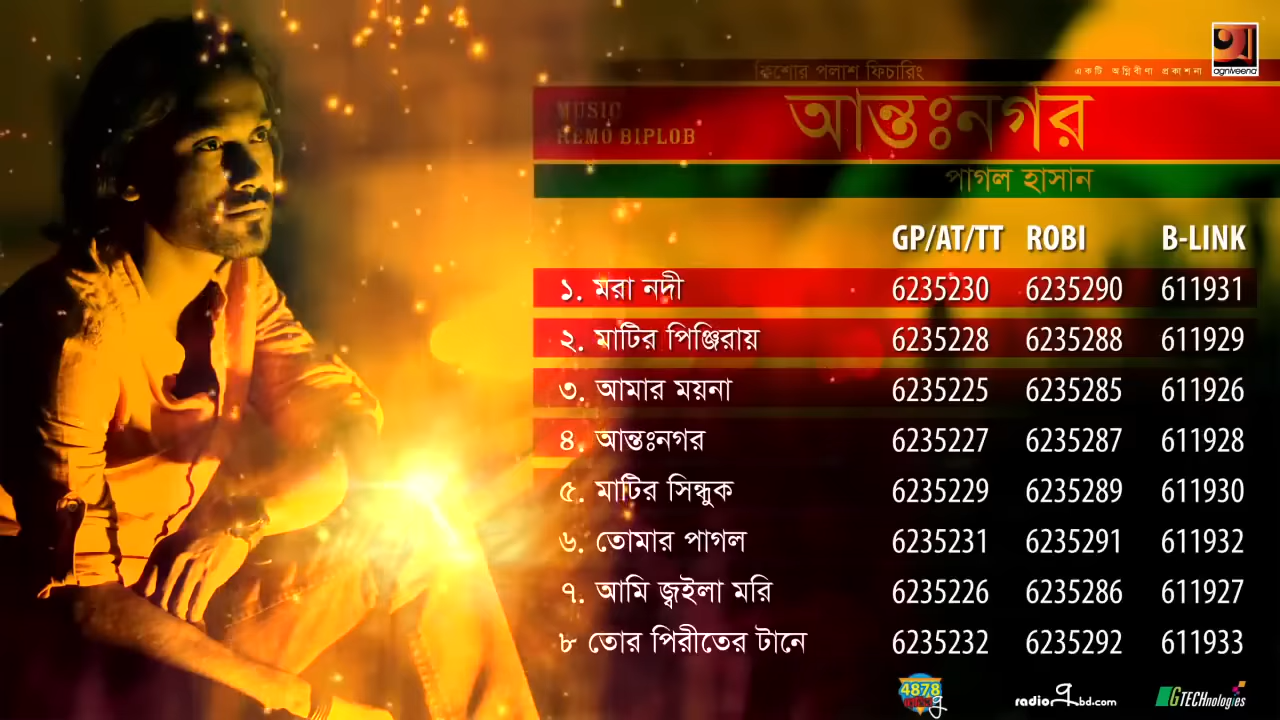 কিশোর পলাশ ফিচারিং
একটি অগ্নিবীণা প্রকাশনা
agniveena
MUSIC
REMO BIPLOB
আন্তঃনগর
পাগল হাসান
GP/AT/TT ROBI B-LINK
১. মরা নদী 6235230 6235290 611931
২. মাটির পিঞ্জিরায় 6235228 6235288 611929
৩. আমার ময়না 6235225 6235285 611926
৪. আন্তঃনগর 6235227 6235287 611928
৫. মাটির সিন্ধুক 6235229 6235289 611930
৬. তোমার পাগল 6235231 6235291 611932
৭. আমি জ্বইলা মরি 6235226 6235286 611927
৮ তোর পিরীতের টানে 6235232 6235292 611933
4878
radio g bd.com
GTECHnologies